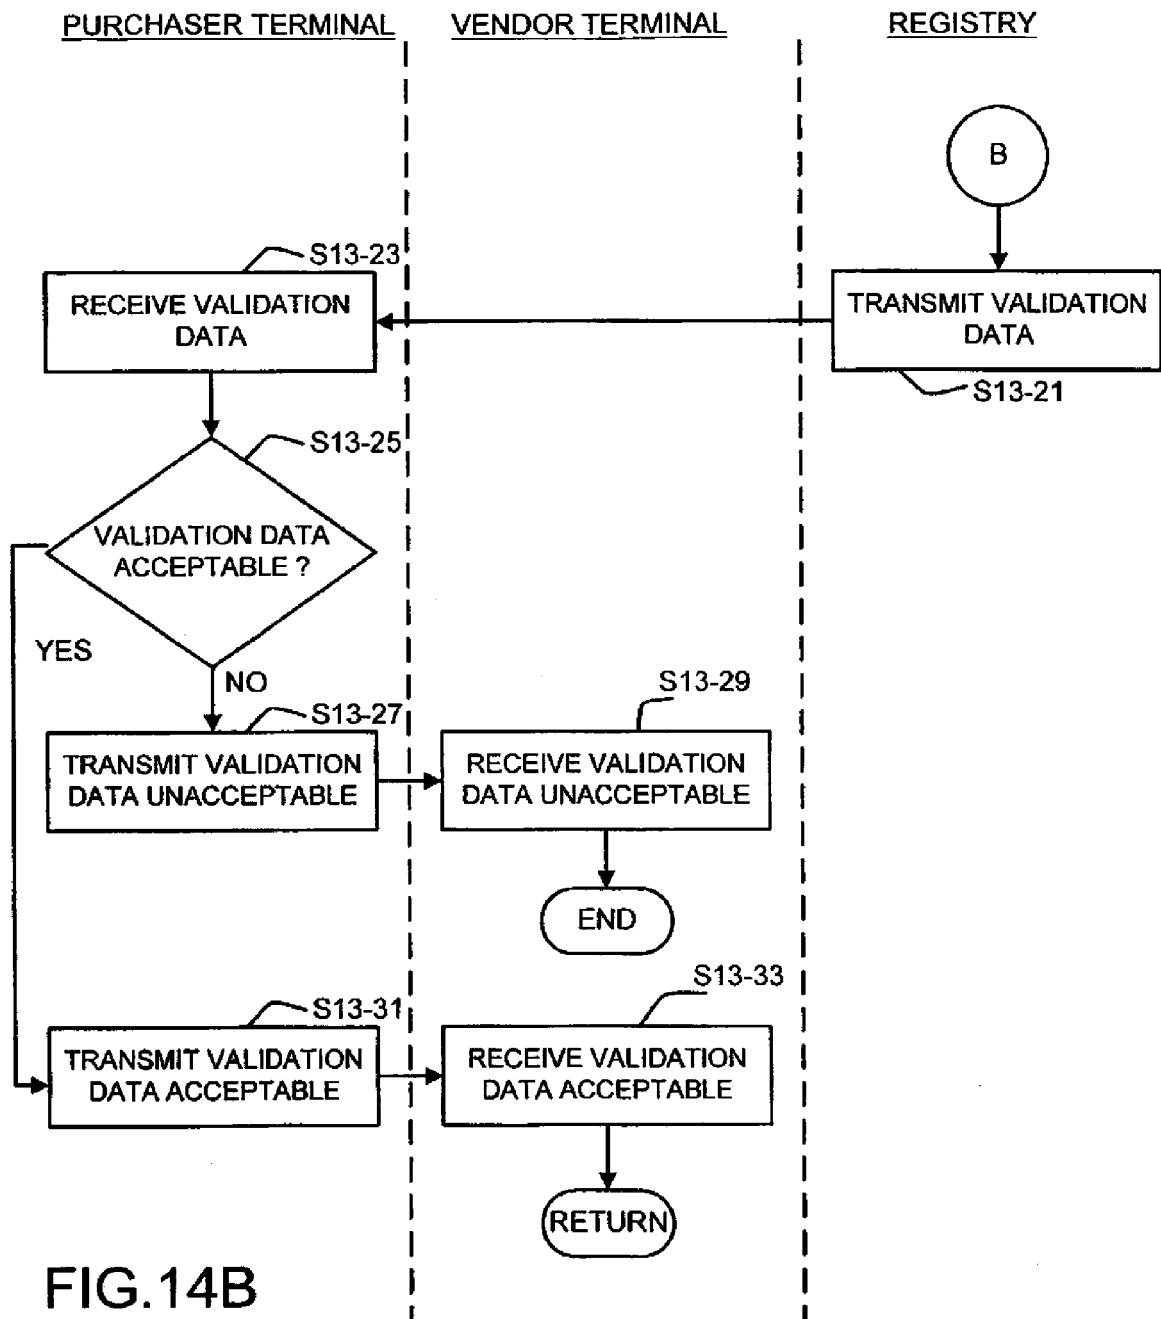 PURCHASER TERMINAL
VENDOR TERMINAL
REGISTRY
B
S13-23
RECEIVE VALIDATION
DATA
TRANSMIT VALIDATION
DATA
S13-21
S13-25
VALIDATION DATA
ACCEPTABLE ?
YES
NO
S13-27
TRANSMIT VALIDATION
DATA UNACCEPTABLE
S13-29
RECEIVE VALIDATION
DATA UNACCEPTABLE
END
S13-31
TRANSMIT VALIDATION
DATA ACCEPTABLE
S13-33
RECEIVE VALIDATION
DATA ACCEPTABLE
RETURN
FIG.14B